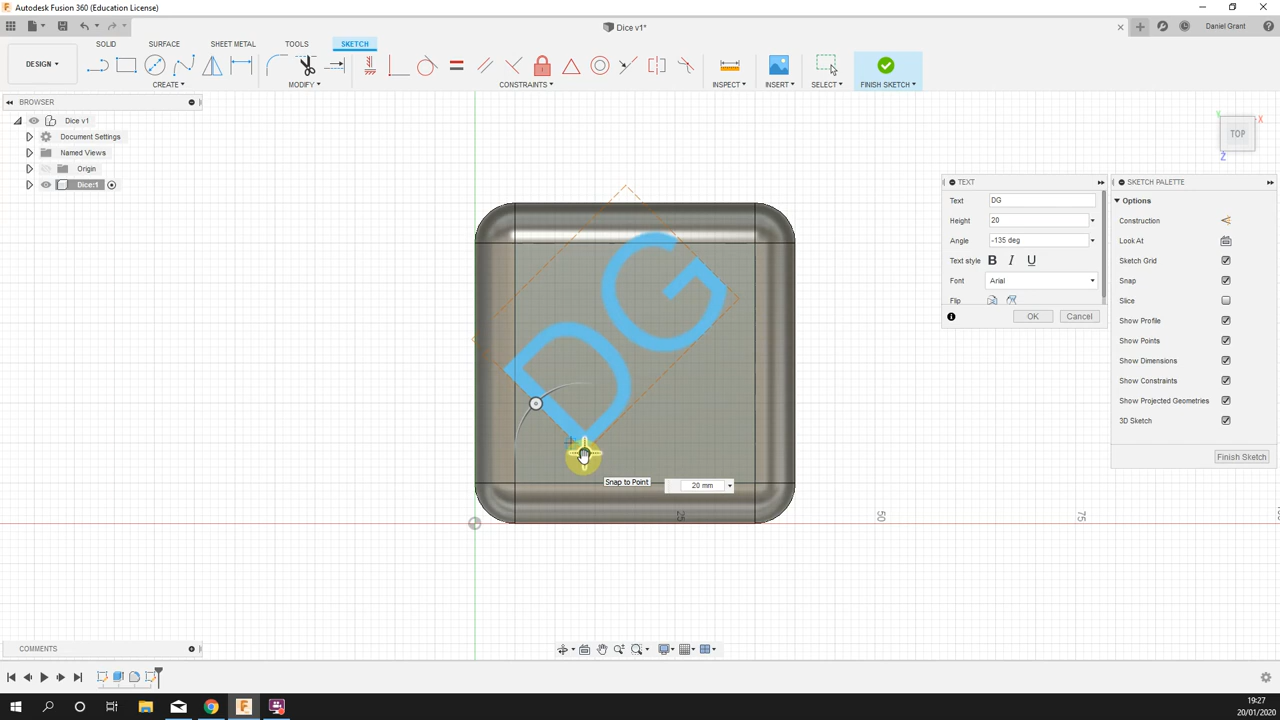 Autodesk Fusion 360 (Education License)
Dice v1*
Daniel Grant
SOLID SURFACE SHEET METAL TOOLS SKETCH
DESIGN
CREATE MODIFY CONSTRAINTS INSPECT INSERT SELECT FINISH SKETCH
BROWSER
Dice v1
Document Settings
Named Views
Origin
Dice:1
TOP
X
Y
Z
TEXT
Text DG
Height 20
Angle -135 deg
Text style B I U
Font Arial
Flip
OK Cancel
SKETCH PALETTE
Options
Construction
Look At
Sketch Grid
Snap
Slice
Show Profile
Show Points
Show Dimensions
Show Constraints
Show Projected Geometries
3D Sketch
Finish Sketch
DG
Snap to Point
20 mm
25
50
75
COMMENTS
19:27
20/01/2020